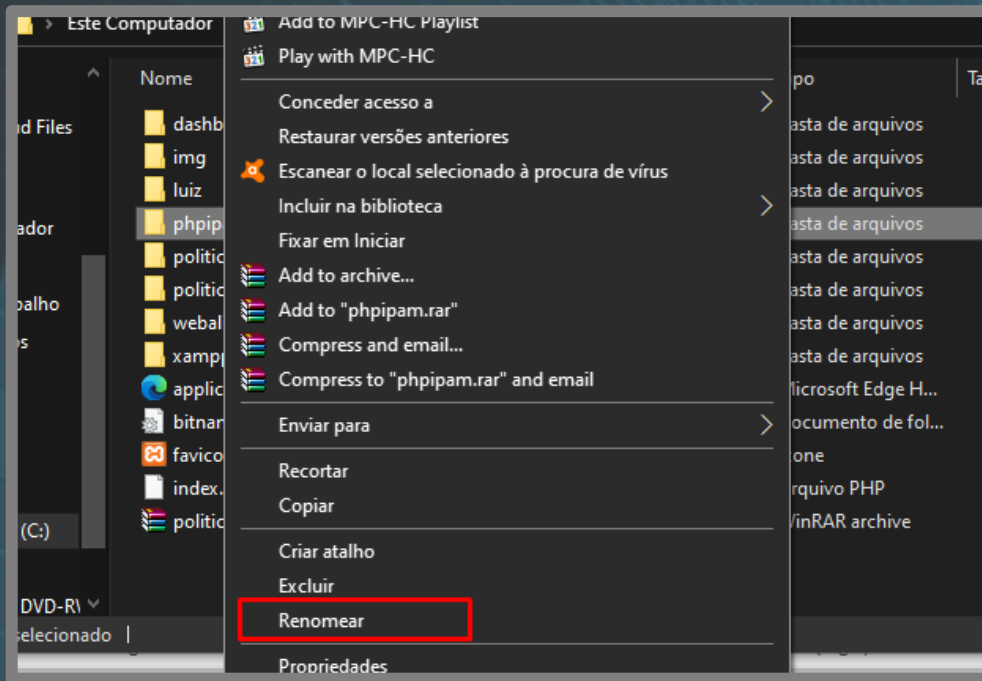 Este Computador
Add to MPC-HC Playlist
Play with MPC-HC
Nome
po
Ta
Conceder acesso a
Restaurar versões anteriores
Escanear o local selecionado à procura de vírus
Incluir na biblioteca
Fixar em Iniciar
Add to archive...
Add to "phpipam.rar"
Compress and email...
Compress to "phpipam.rar" and email
Enviar para
Recortar
Copiar
Criar atalho
Excluir
Renomear
Propriedades
ud Files
ador
balho
os
(C:)
DVD-R
selecionado
dashb
img
luiz
phpip
politic
politic
webal
xamp
applic
bitnar
favico
index.
politic
asta de arquivos
asta de arquivos
asta de arquivos
asta de arquivos
asta de arquivos
asta de arquivos
asta de arquivos
asta de arquivos
Microsoft Edge H...
ocumento de fol...
cone
rquivo PHP
VinRAR archive